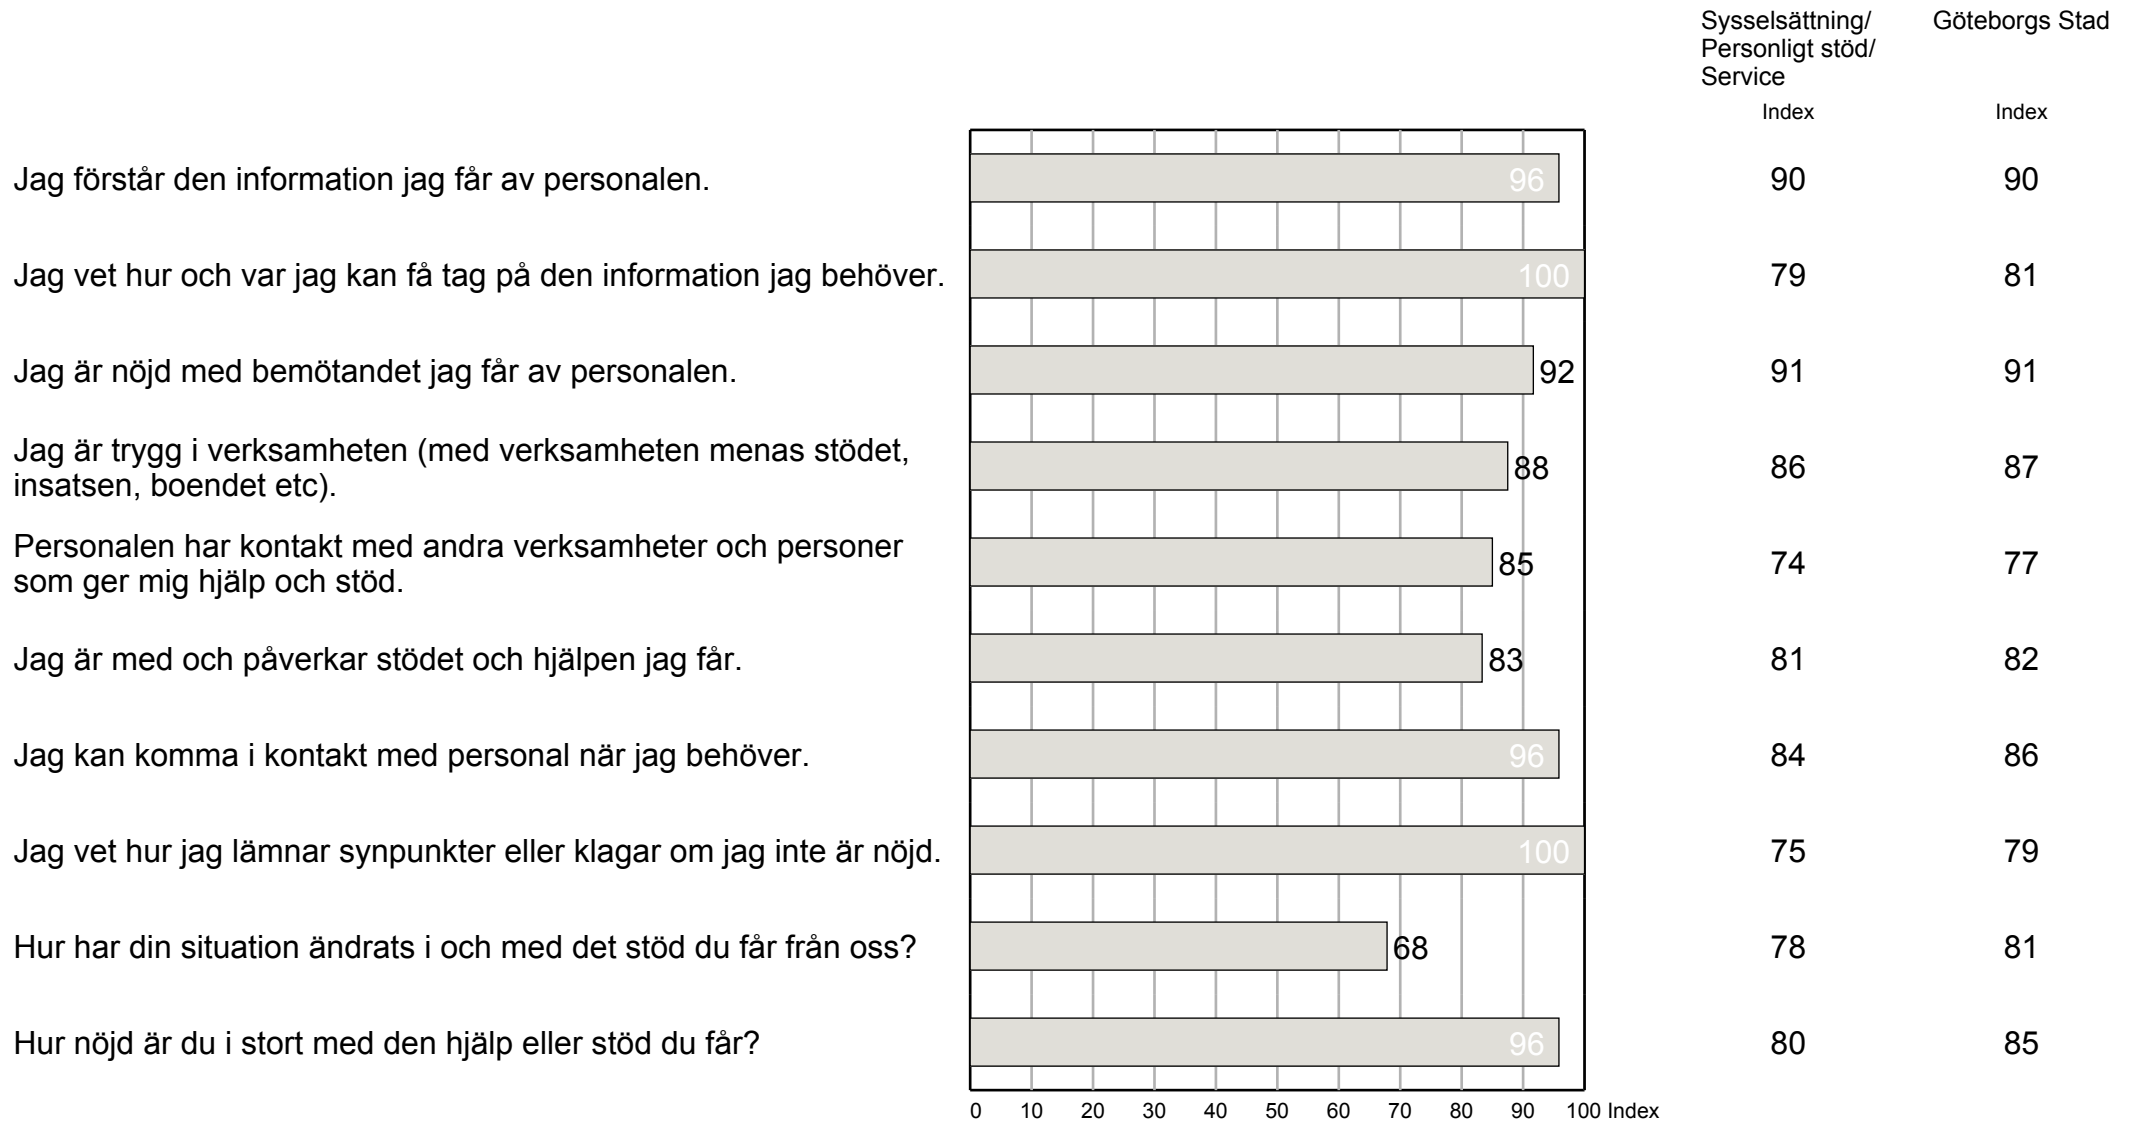 Sysselsättning/ Göteborgs Stad
Personligt stöd/
Service
Index Index
Jag förstår den information jag får av personalen. 96 90 90
Jag vet hur och var jag kan få tag på den information jag behöver. 100 79 81
Jag är nöjd med bemötandet jag får av personalen. 92 91 91
Jag är trygg i verksamheten (med verksamheten menas stödet,
insatsen, boendet etc). 88 86 87
Personalen har kontakt med andra verksamheter och personer
som ger mig hjälp och stöd. 85 74 77
Jag är med och påverkar stödet och hjälpen jag får. 83 81 82
Jag kan komma i kontakt med personal när jag behöver. 96 84 86
Jag vet hur jag lämnar synpunkter eller klagar om jag inte är nöjd. 100 75 79
Hur har din situation ändrats i och med det stöd du får från oss? 68 78 81
Hur nöjd är du i stort med den hjälp eller stöd du får? 96 80 85
0 10 20 30 40 50 60 70 80 90 100 Index